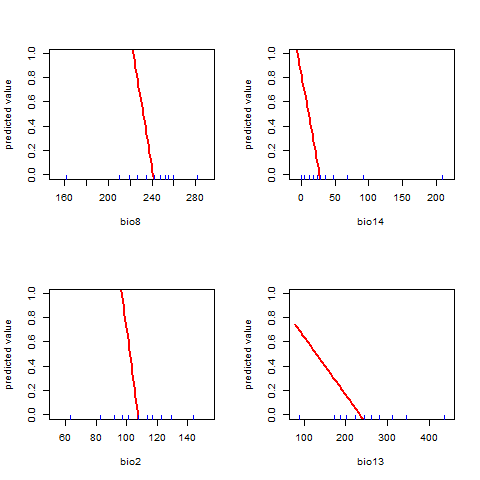 predicted value
0.0 0.2 0.4 0.6 0.8 1.0
160 200 240 280
bio8
predicted value
0.0 0.2 0.4 0.6 0.8 1.0
0 50 100 150 200
bio14
predicted value
0.0 0.2 0.4 0.6 0.8 1.0
60 80 100 120 140
bio2
predicted value
0.0 0.2 0.4 0.6 0.8 1.0
100 200 300 400
bio13